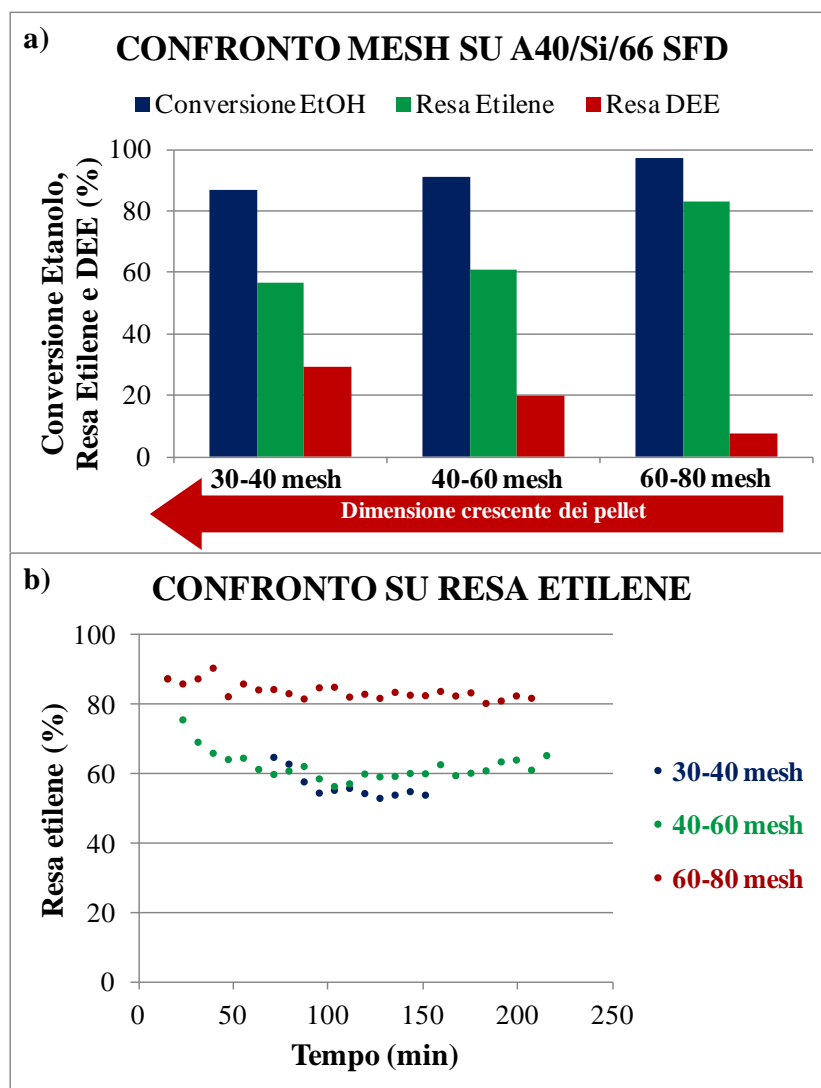 a)
CONFRONTO MESH SU A40/Si/66 SFD
Conversione EtOH Resa Etilene Resa DEE
Conversione Etanolo,
Resa Etilene e DEE (%)
100
80
60
40
20
0
30-40 mesh 40-60 mesh 60-80 mesh
Dimensione crescente dei pellet
b)
CONFRONTO SU RESA ETILENE
Resa etilene (%)
100
80
60
40
20
0
0 50 100 150 200 250
Tempo (min)
30-40 mesh
40-60 mesh
60-80 mesh